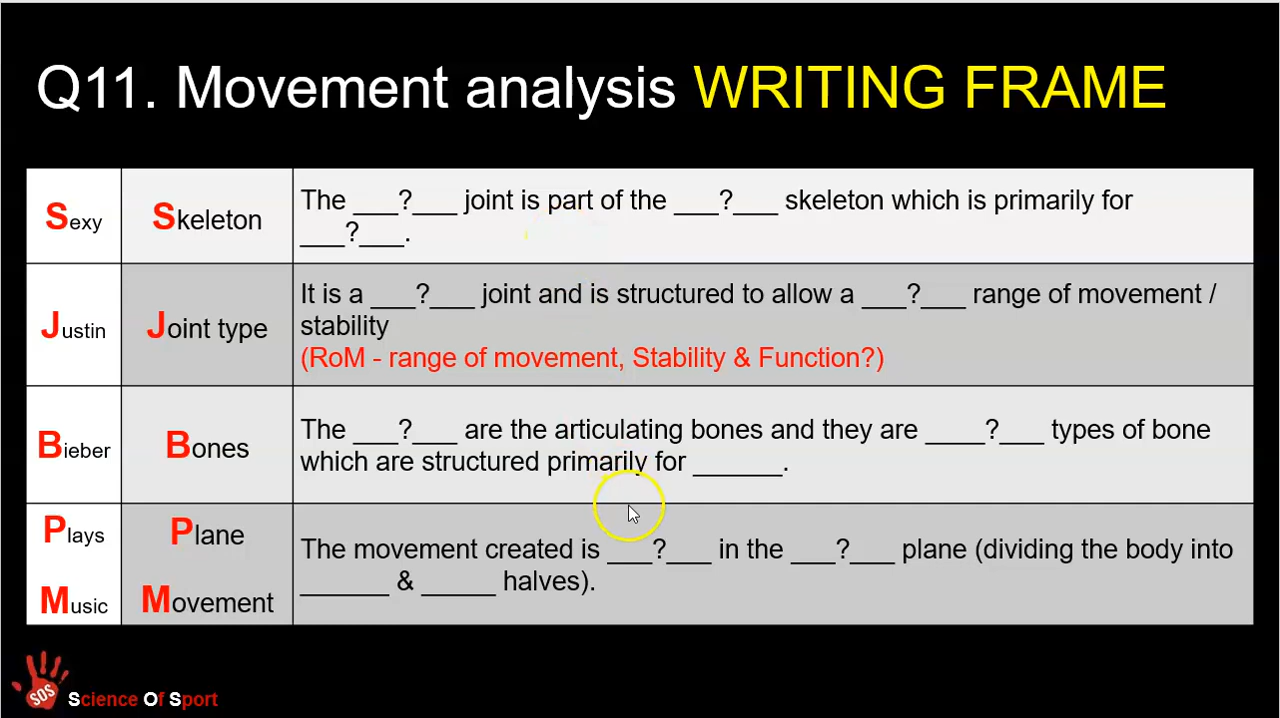 Q11. Movement analysis WRITING FRAME
Sexy
Skeleton
The ___?___ joint is part of the ___?___ skeleton which is primarily for
___?___.
Justin
Joint type
It is a ___?___ joint and is structured to allow a ___?___ range of movement /
stability
(RoM - range of movement, Stability & Function?)
Bieber
Bones
The ___?___ are the articulating bones and they are ____?___ types of bone
which are structured primarily for ______.
Plays
Music
Plane
Movement
The movement created is ___?___ in the ___?___ plane (dividing the body into
______ & _____ halves).
SOS
Science Of Sport